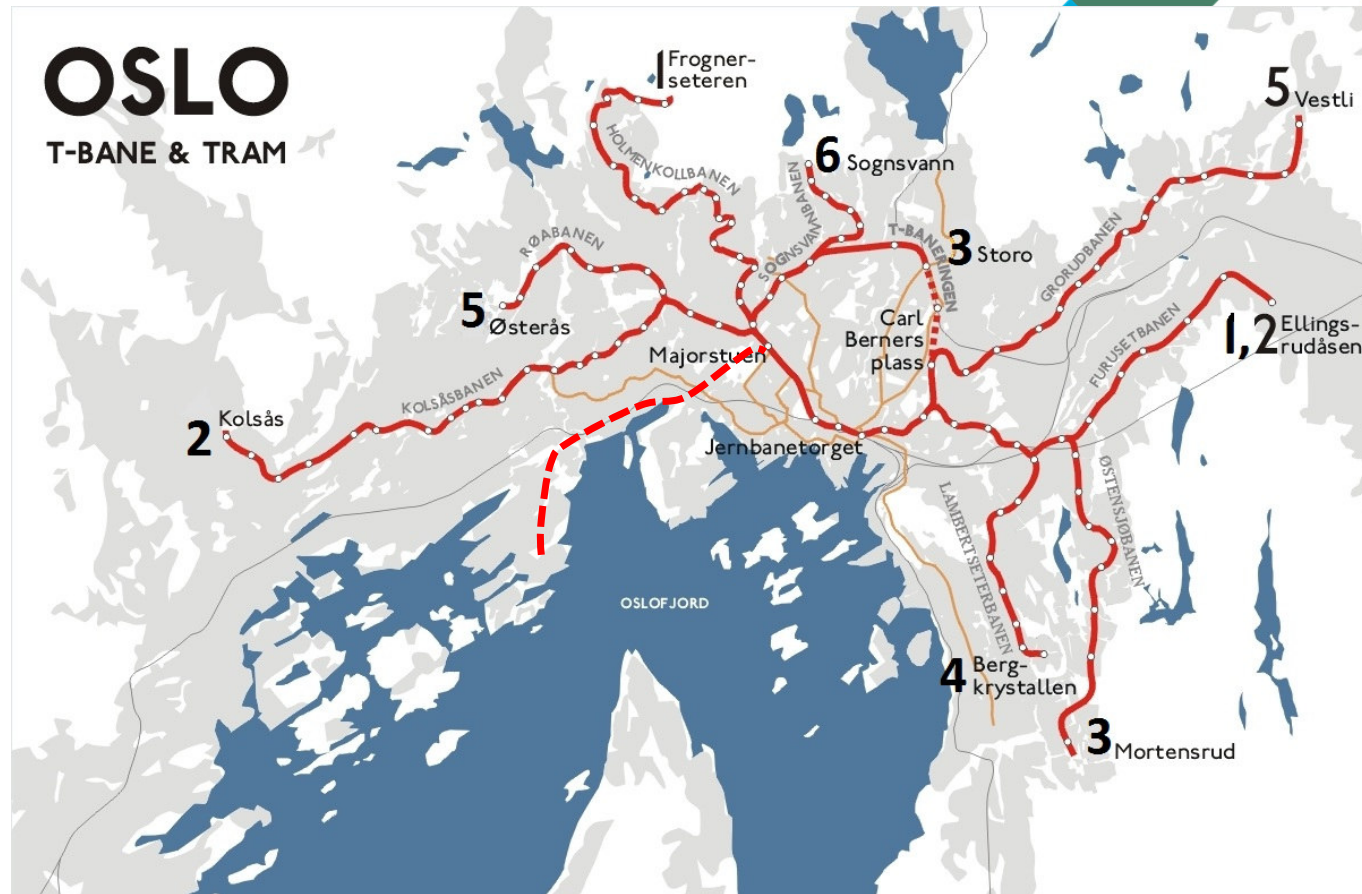 OSLO
T-BANE & TRAM
1 Frogner-
seteren
5 Vestli
HOLMENKOLLBANEN
6 Sognsvann
SOGNSVANNBANEN
RØABANEN
T-BANERINGEN
3 Storo
GRORUDBANEN
5 Østerås
Carl
Berners
plass
1,2 Ellings-
rudåsen
Majorstuen
FURUSETBANEN
KOLSÅSBANEN
2 Kolsås
Jernbanetorget
LAMBERTSETERBANEN
ØSTENSJØBANEN
OSLOFJORD
4 Berg-
krystallen
3 Mortensrud